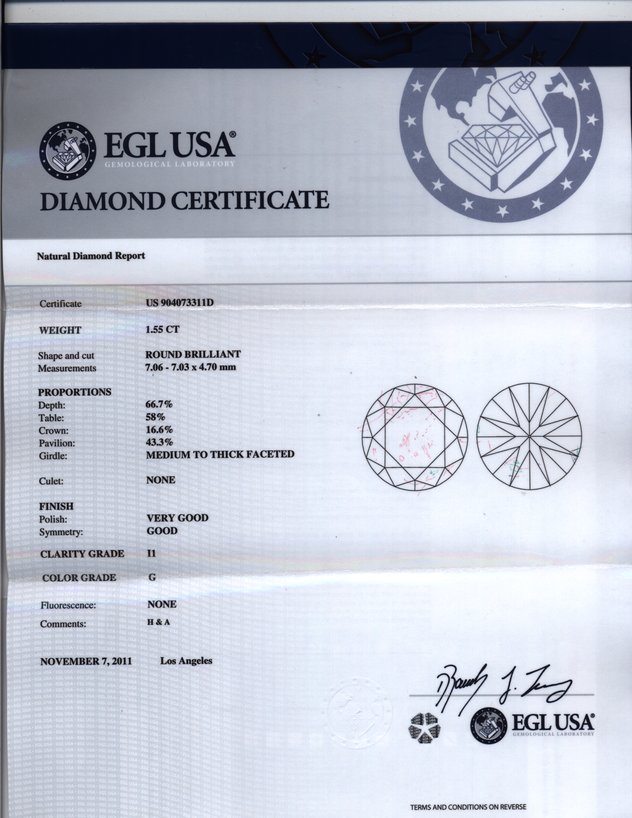 EGL USA®
GEMOLOGICAL LABORATORY
DIAMOND CERTIFICATE
Natural Diamond Report
Certificate US 904073311D
WEIGHT 1.55 CT
Shape and cut ROUND BRILLIANT
Measurements 7.06 - 7.03 x 4.70 mm
PROPORTIONS
Depth: 66.7%
Table: 58%
Crown: 16.6%
Pavilion: 43.3%
Girdle: MEDIUM TO THICK FACETED
Culet: NONE
FINISH
Polish: VERY GOOD
Symmetry: GOOD
CLARITY GRADE I1
COLOR GRADE G
Fluorescence: NONE
Comments: H & A
NOVEMBER 7, 2011 Los Angeles
EGL USA®
GEMOLOGICAL LABORATORY
TERMS AND CONDITIONS ON REVERSE